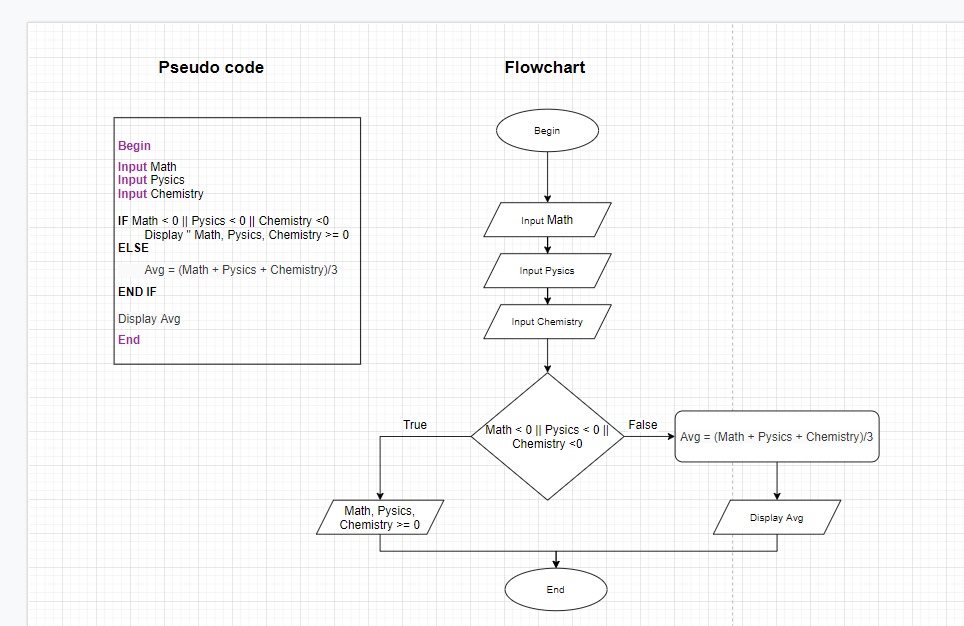 Pseudo code
Begin
Input Math
Input Pysics
Input Chemistry
IF Math < 0 || Pysics < 0 || Chemistry <0
Display " Math, Pysics, Chemistry >= 0
ELSE
Avg = (Math + Pysics + Chemistry)/3
END IF
Display Avg
End
Flowchart
Begin
Input Math
Input Pysics
Input Chemistry
Math < 0 || Pysics < 0 ||
Chemistry <0
True
False
Avg = (Math + Pysics + Chemistry)/3
Math, Pysics,
Chemistry >= 0
Display Avg
End